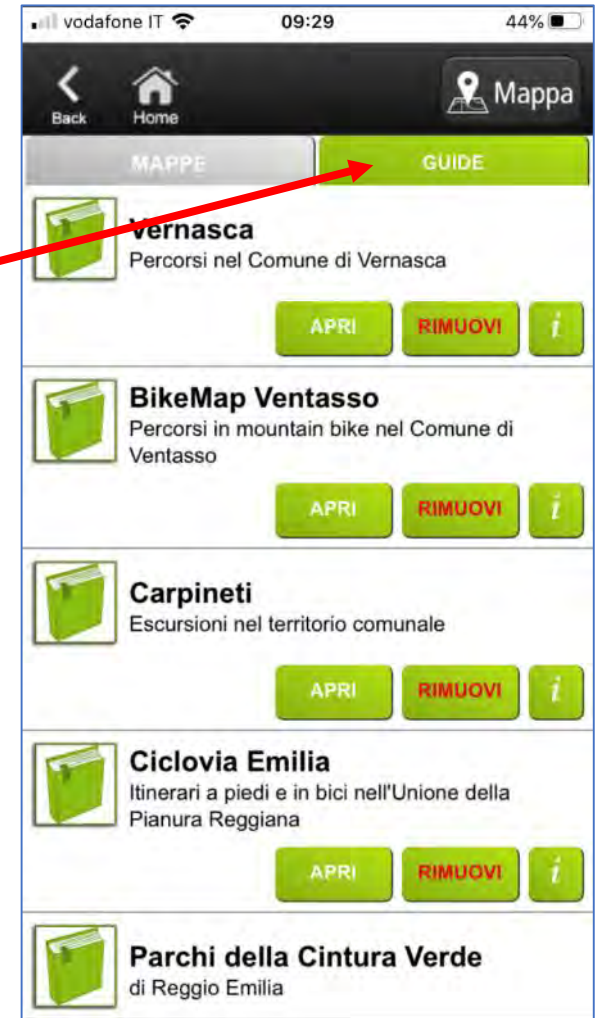 vodafone IT 09:29 44%
Back Home Mappa
MAPPE GUIDE
Vernasca
Percorsi nel Comune di Vernasca
APRI RIMUOVI i
BikeMap Ventasso
Percorsi in mountain bike nel Comune di
Ventasso
APRI RIMUOVI i
Carpineti
Escursioni nel territorio comunale
APRI RIMUOVI i
Ciclovia Emilia
Itinerari a piedi e in bici nell'Unione della
Pianura Reggiana
APRI RIMUOVI i
Parchi della Cintura Verde
di Reggio Emilia